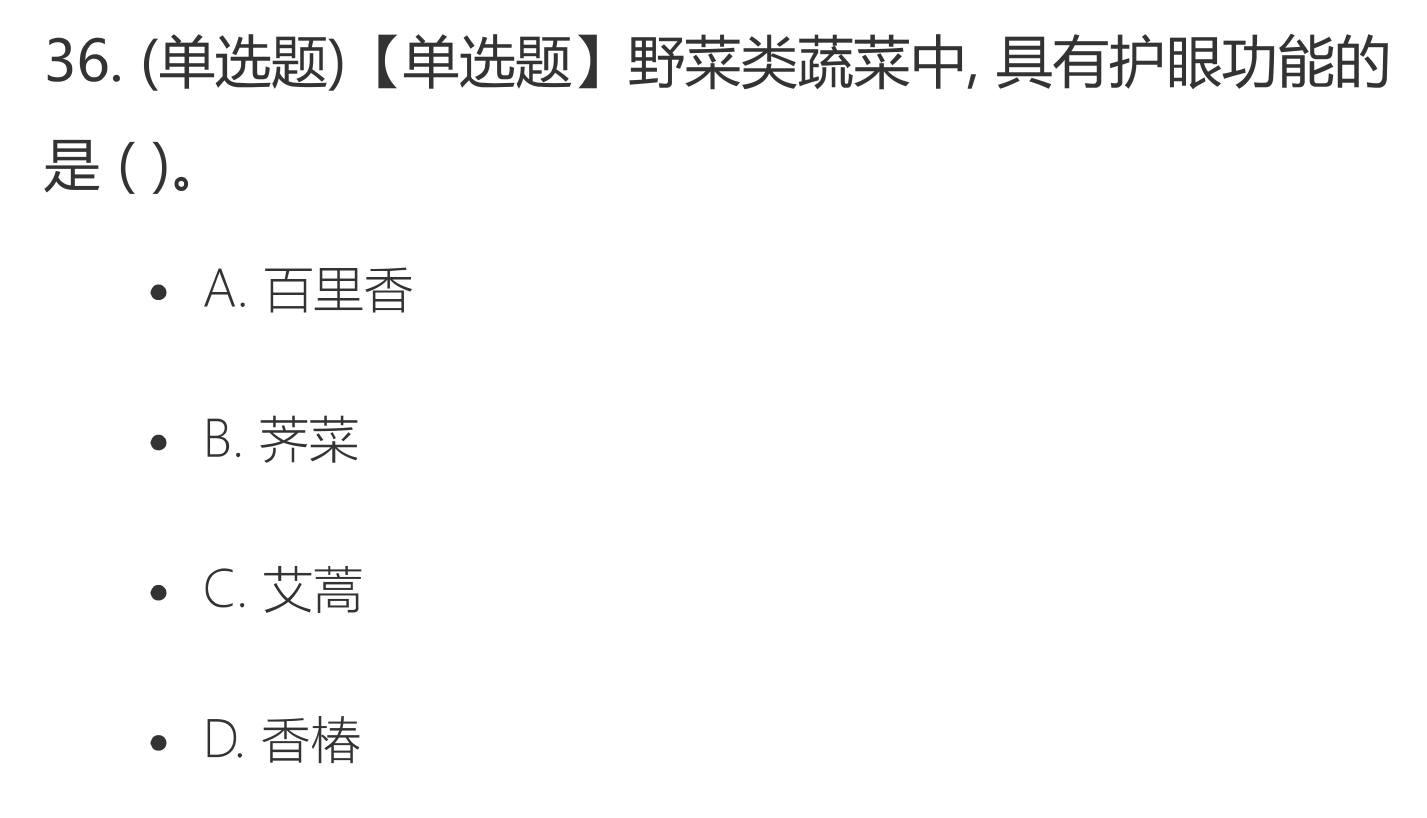 36. (单选题)【单选题】野菜类蔬菜中, 具有护眼功能的
是 ( )。
A. 百里香
B. 荠菜
C. 艾蒿
D. 香椿